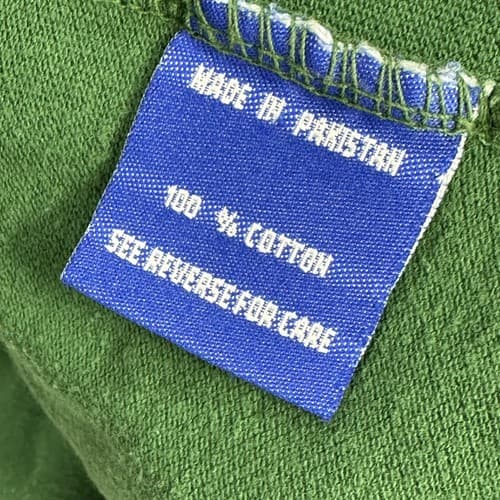 MADE IN PAKISTAN
100 % COTTON
SEE REVERSE FOR CARE